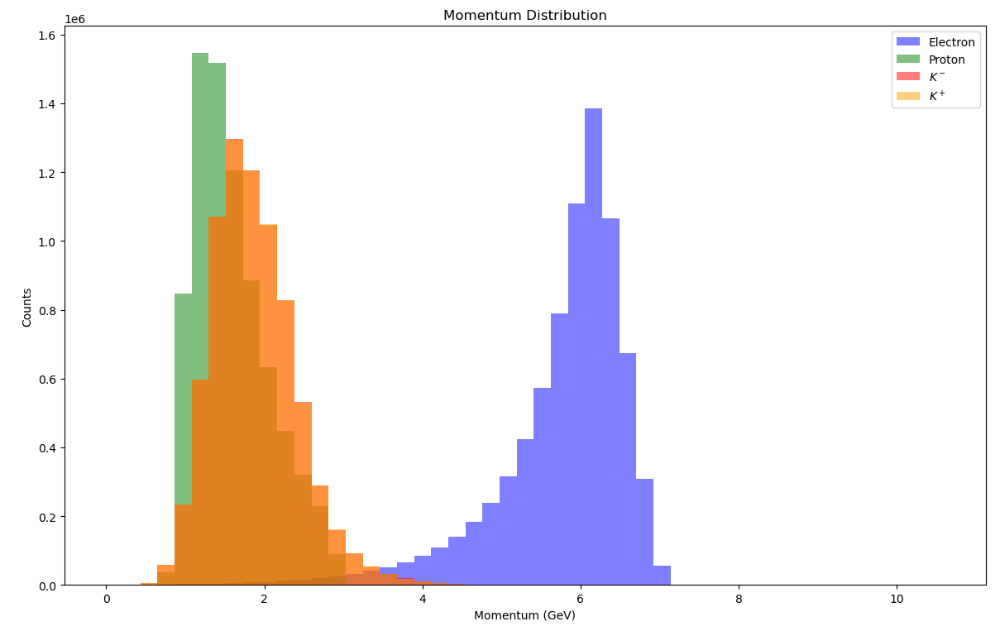 Momentum Distribution
1e6
1.6
1.4
1.2
1.0
0.8
0.6
0.4
0.2
0.0
Counts
0
2
4
6
8
10
Momentum (GeV)
Electron
Proton
K⁻
K⁺